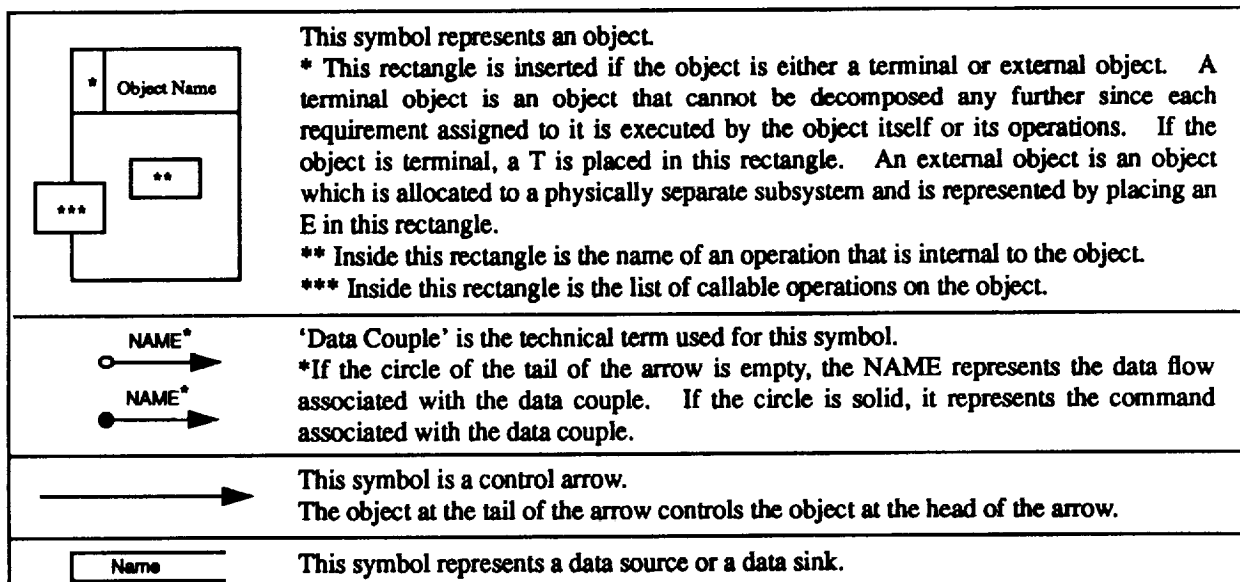 * Object Name
**
***
This symbol represents an object.
* This rectangle is inserted if the object is either a terminal or external object. A
terminal object is an object that cannot be decomposed any further since each
requirement assigned to it is executed by the object itself or its operations. If the
object is terminal, a T is placed in this rectangle. An external object is an object
which is allocated to a physically separate subsystem and is represented by placing an
E in this rectangle.
** Inside this rectangle is the name of an operation that is internal to the object.
*** Inside this rectangle is the list of callable operations on the object.
NAME*
NAME*
‘Data Couple’ is the technical term used for this symbol.
*If the circle of the tail of the arrow is empty, the NAME represents the data flow
associated with the data couple. If the circle is solid, it represents the command
associated with the data couple.
This symbol is a control arrow.
The object at the tail of the arrow controls the object at the head of the arrow.
Name
This symbol represents a data source or a data sink.